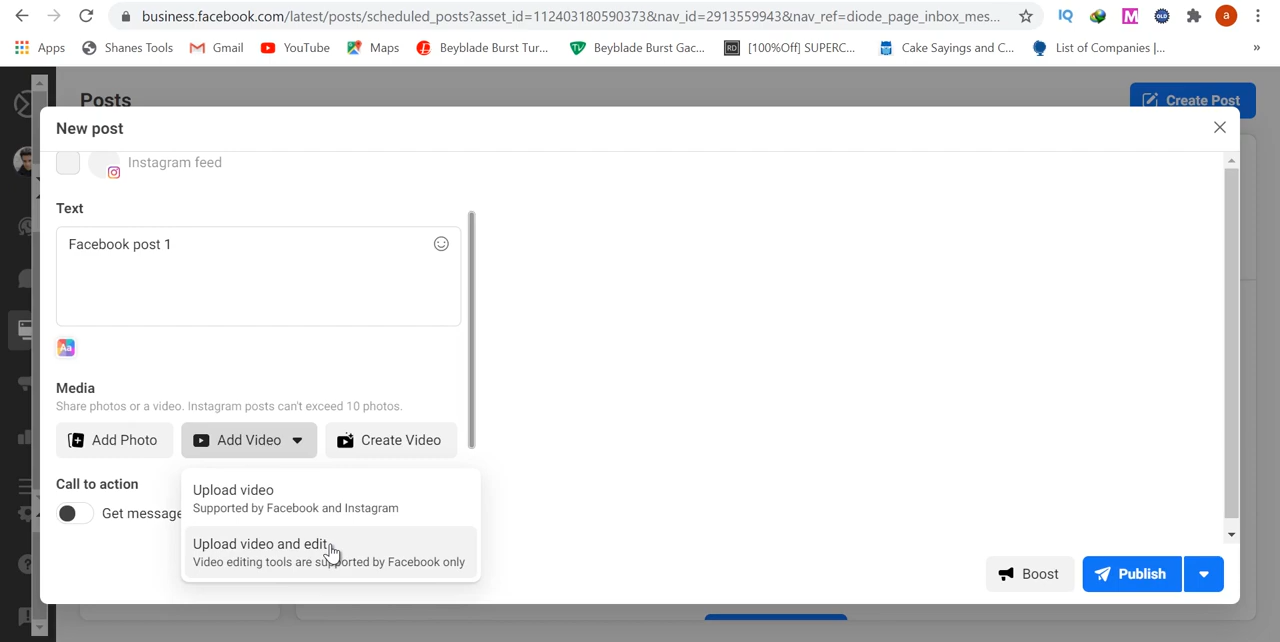 business.facebook.com/latest/posts/scheduled_posts?asset_id=112403180590373&nav_id=2913559943&nav_ref=diode_page_inbox_mes...
IQ
M
OLD
a
Apps
Shanes Tools
Gmail
YouTube
Maps
Beyblade Burst Tur...
Beyblade Burst Gac...
RD
[100%Off] SUPERC...
Cake Sayings and C...
List of Companies |...
»
Posts
Create Post
New post
Instagram feed
Text
Facebook post 1
Aa
Media
Share photos or a video. Instagram posts can't exceed 10 photos.
Add Photo
Add Video
Create Video
Call to action
Get message
Upload video
Supported by Facebook and Instagram
Upload video and edit
Video editing tools are supported by Facebook only
Boost
Publish